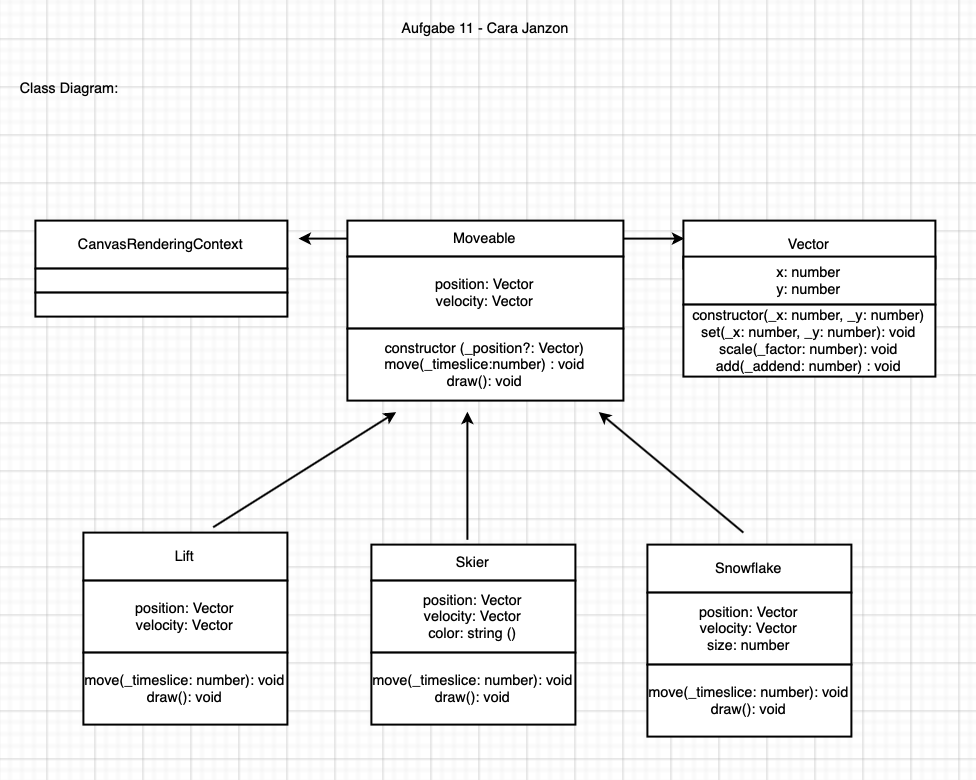 Aufgabe 11 - Cara Janzon
Class Diagram:
CanvasRenderingContext
Moveable
position: Vector
velocity: Vector
constructor (_position?: Vector)
move(_timeslice:number) : void
draw(): void
Vector
x: number
y: number
constructor(_x: number, _y: number)
set(_x: number, _y: number): void
scale(_factor: number): void
add(_addend: number) : void
Lift
position: Vector
velocity: Vector
move(_timeslice: number): void
draw(): void
Skier
position: Vector
velocity: Vector
color: string ()
move(_timeslice: number): void
draw(): void
Snowflake
position: Vector
velocity: Vector
size: number
move(_timeslice: number): void
draw(): void